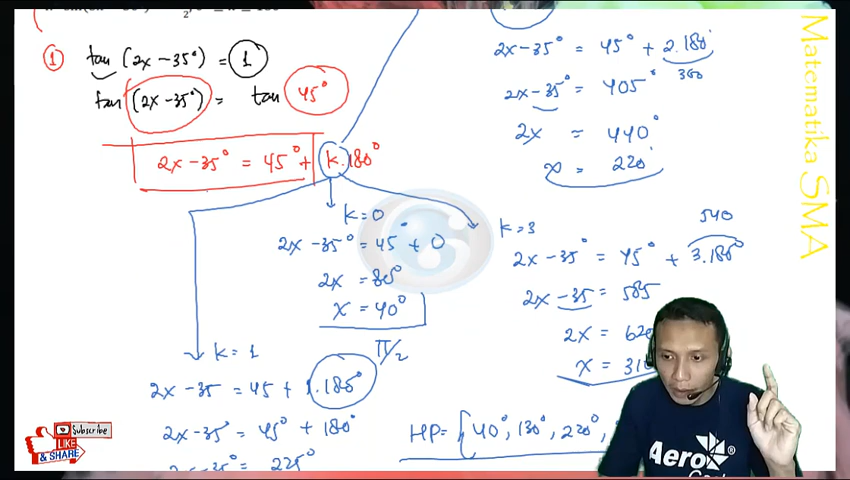 ① tan (2x - 35°) = 1
tan (2x - 35°) = tan 45°
2x - 35° = 45° + k.180°
k=0
2x - 35° = 45° + 0
2x = 80°
x = 40°
π/2
k = 1
2x - 35 = 45 + 1.180°
2x - 35° = 45° + 180°
2x - 35° = 225°
2x - 35° = 45° + 2.180°
360
2x - 35° = 405°
2x = 440°
x = 220°
k = 3
540
2x - 35° = 45° + 3.180°
2x - 35 = 585
2x = 620
x = 310
HP = { 40°, 130°, 220°,
Matematika SMA
Subscribe
LIKE
& SHARE
Aero